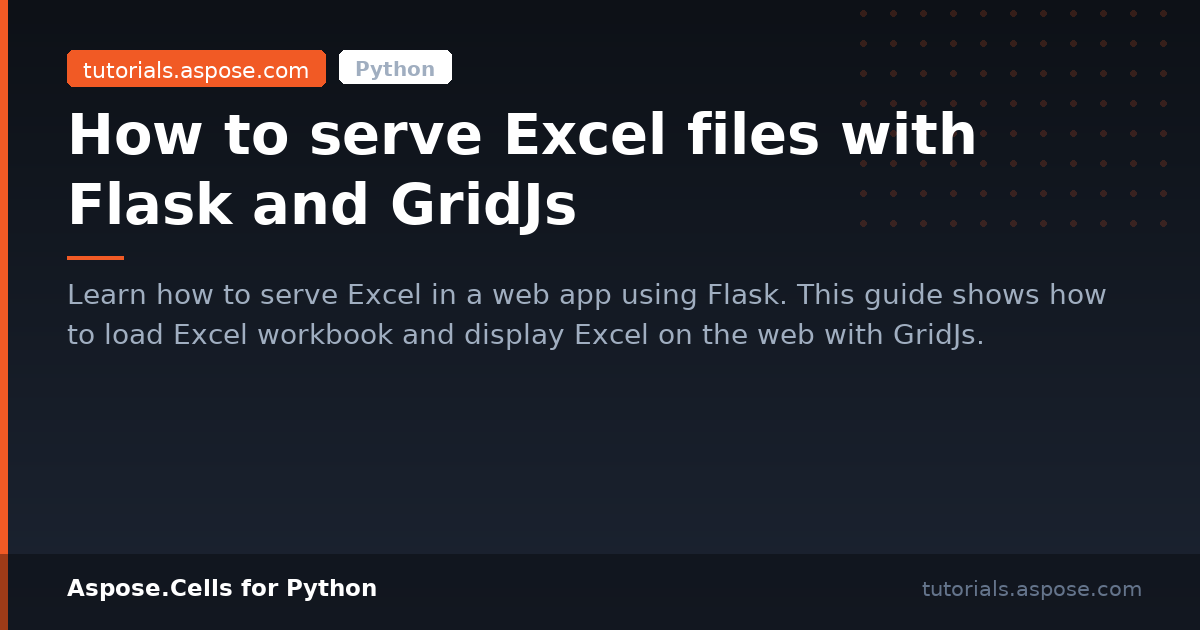 tutorials.aspose.com
Python
How to serve Excel files with
Flask and GridJs
Learn how to serve Excel in a web app using Flask. This guide shows how
to load Excel workbook and display Excel on the web with GridJs.
Aspose.Cells for Python
tutorials.aspose.com